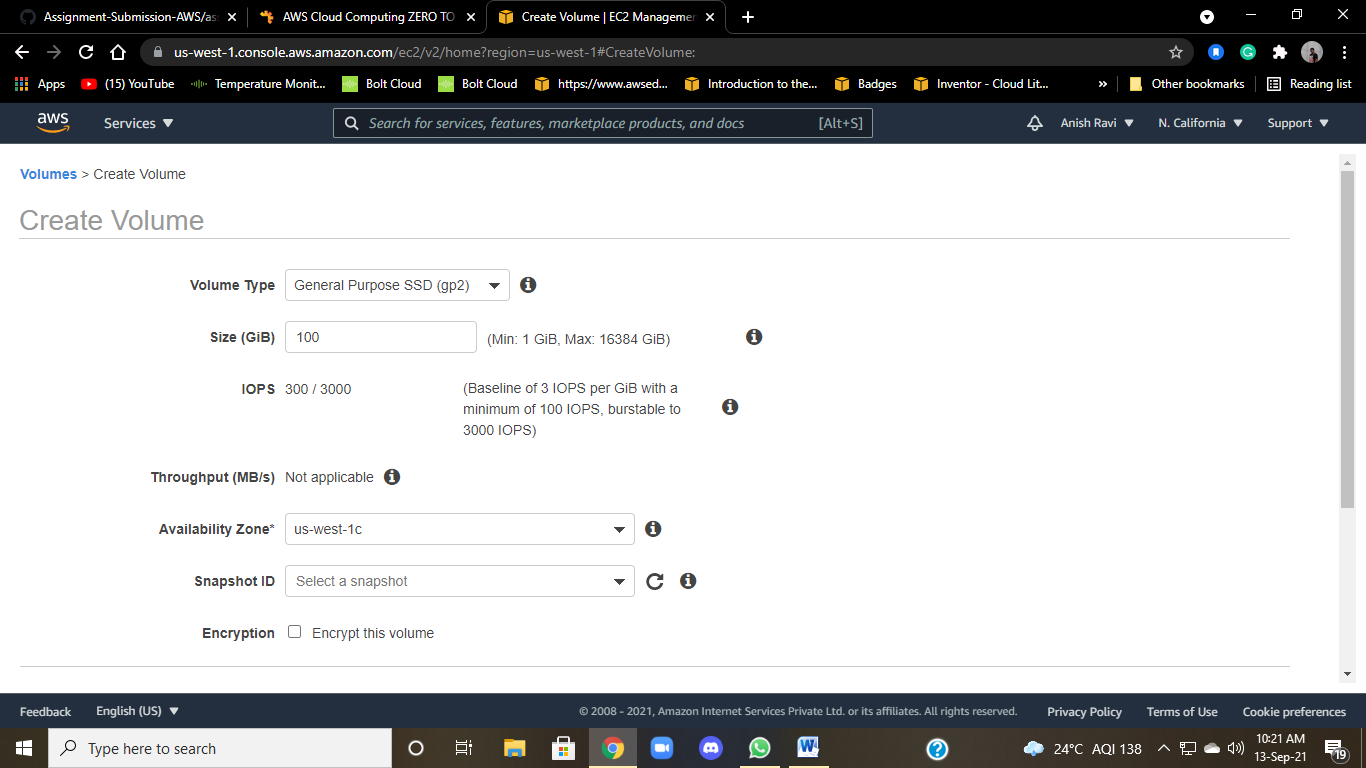 Assignment-Submission-AWS/as
AWS Cloud Computing ZERO TO
Create Volume | EC2 Managemen
us-west-1.console.aws.amazon.com/ec2/v2/home?region=us-west-1#CreateVolume:
Apps
(15) YouTube
Temperature Monit...
Bolt Cloud
Bolt Cloud
https://www.awsed...
Introduction to the...
Badges
Inventor - Cloud Lit...
»
Other bookmarks
Reading list
aws
Services
Search for services, features, marketplace products, and docs
[Alt+S]
Anish Ravi
N. California
Support
Volumes > Create Volume
Create Volume
Volume Type
General Purpose SSD (gp2)
Size (GiB)
100
(Min: 1 GiB, Max: 16384 GiB)
IOPS
300 / 3000
(Baseline of 3 IOPS per GiB with a
minimum of 100 IOPS, burstable to
3000 IOPS)
Throughput (MB/s)
Not applicable
Availability Zone*
us-west-1c
Snapshot ID
Select a snapshot
Encryption
Encrypt this volume
Feedback
English (US)
© 2008 - 2021, Amazon Internet Services Private Ltd. or its affiliates. All rights reserved.
Privacy Policy
Terms of Use
Cookie preferences
Type here to search
24°C AQI 138
10:21 AM
13-Sep-21
19